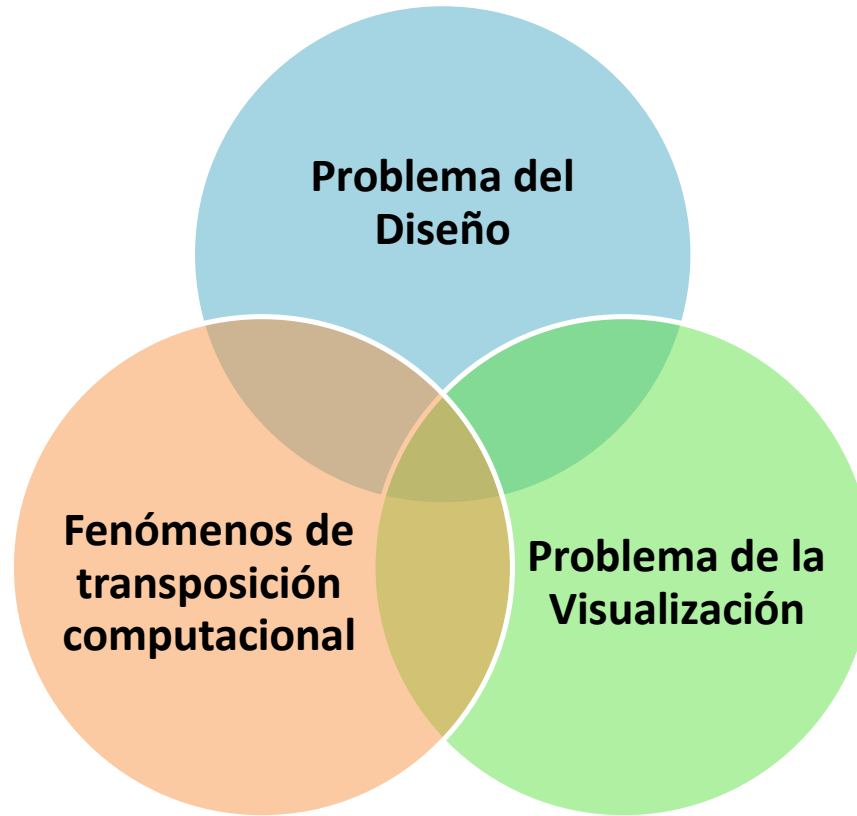 Problema del
Diseño
Fenómenos de
transposición
computacional
Problema de la
Visualización